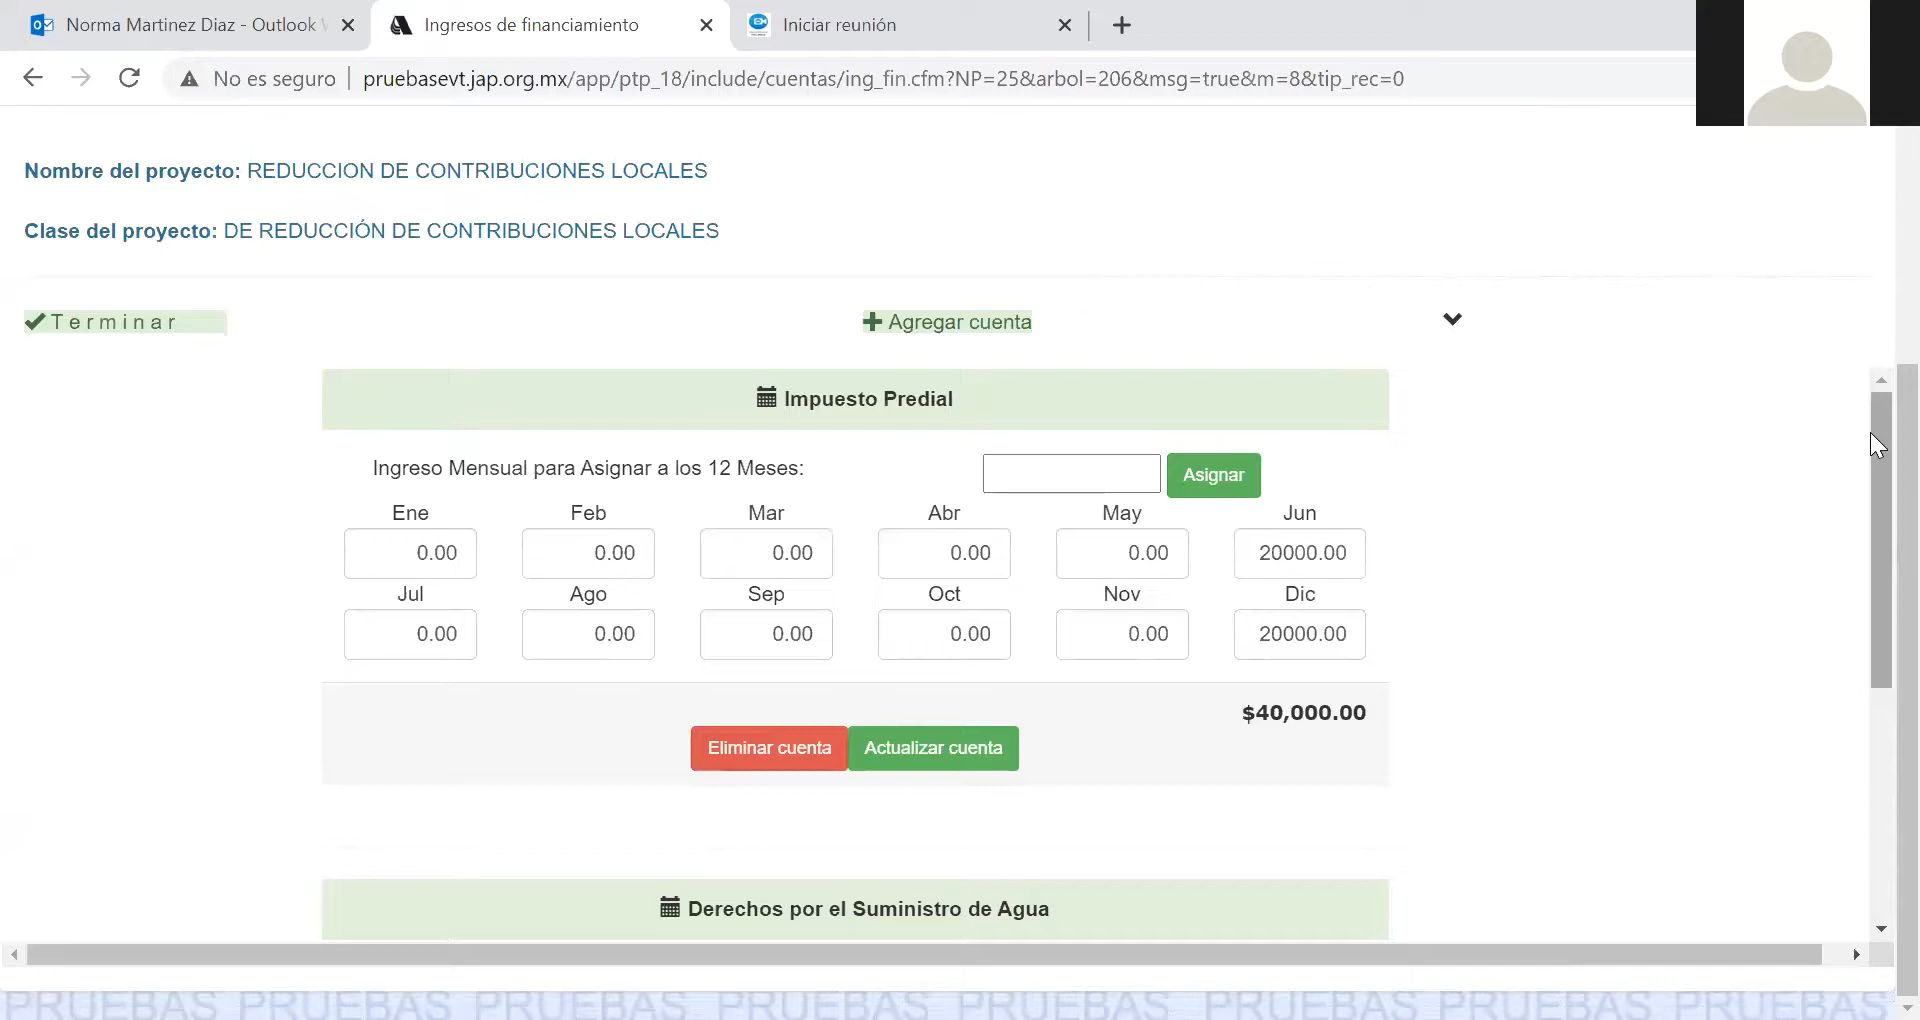 Norma Martinez Diaz - Outlook
Ingresos de financiamiento
Iniciar reunión
No es seguro
pruebasevt.jap.org.mx/app/ptp_18/include/cuentas/ing_fin.cfm?NP=25&arbol=206&msg=true&m=8&tip_rec=0
Nombre del proyecto: REDUCCION DE CONTRIBUCIONES LOCALES
Clase del proyecto: DE REDUCCIÓN DE CONTRIBUCIONES LOCALES
Terminar
Agregar cuenta
Impuesto Predial
Ingreso Mensual para Asignar a los 12 Meses:
Asignar
Ene Feb Mar Abr May Jun
0.00 0.00 0.00 0.00 0.00 20000.00
Jul Ago Sep Oct Nov Dic
0.00 0.00 0.00 0.00 0.00 20000.00
$40,000.00
Eliminar cuenta Actualizar cuenta
Derechos por el Suministro de Agua
PRUEBAS PRUEBAS PRUEBAS PRUEBAS PRUEBAS PRUEBAS PRUEBAS PRUEBAS